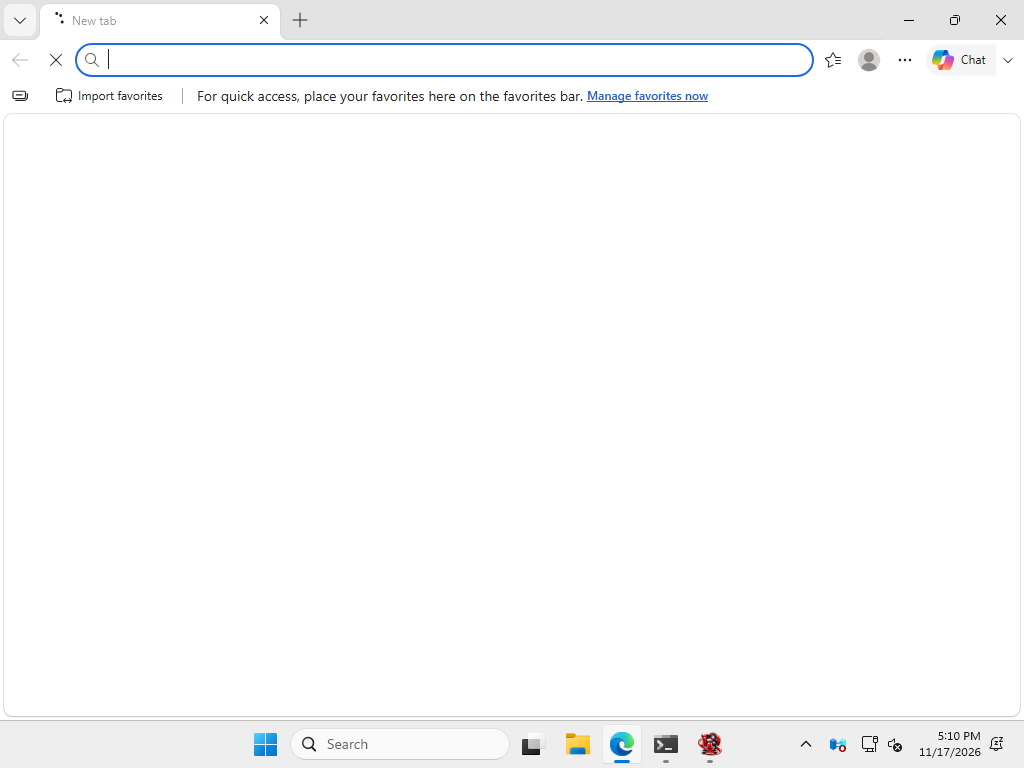 New tab
Chat
Import favorites
For quick access, place your favorites here on the favorites bar. Manage favorites now
Search
5:10 PM
11/17/2026